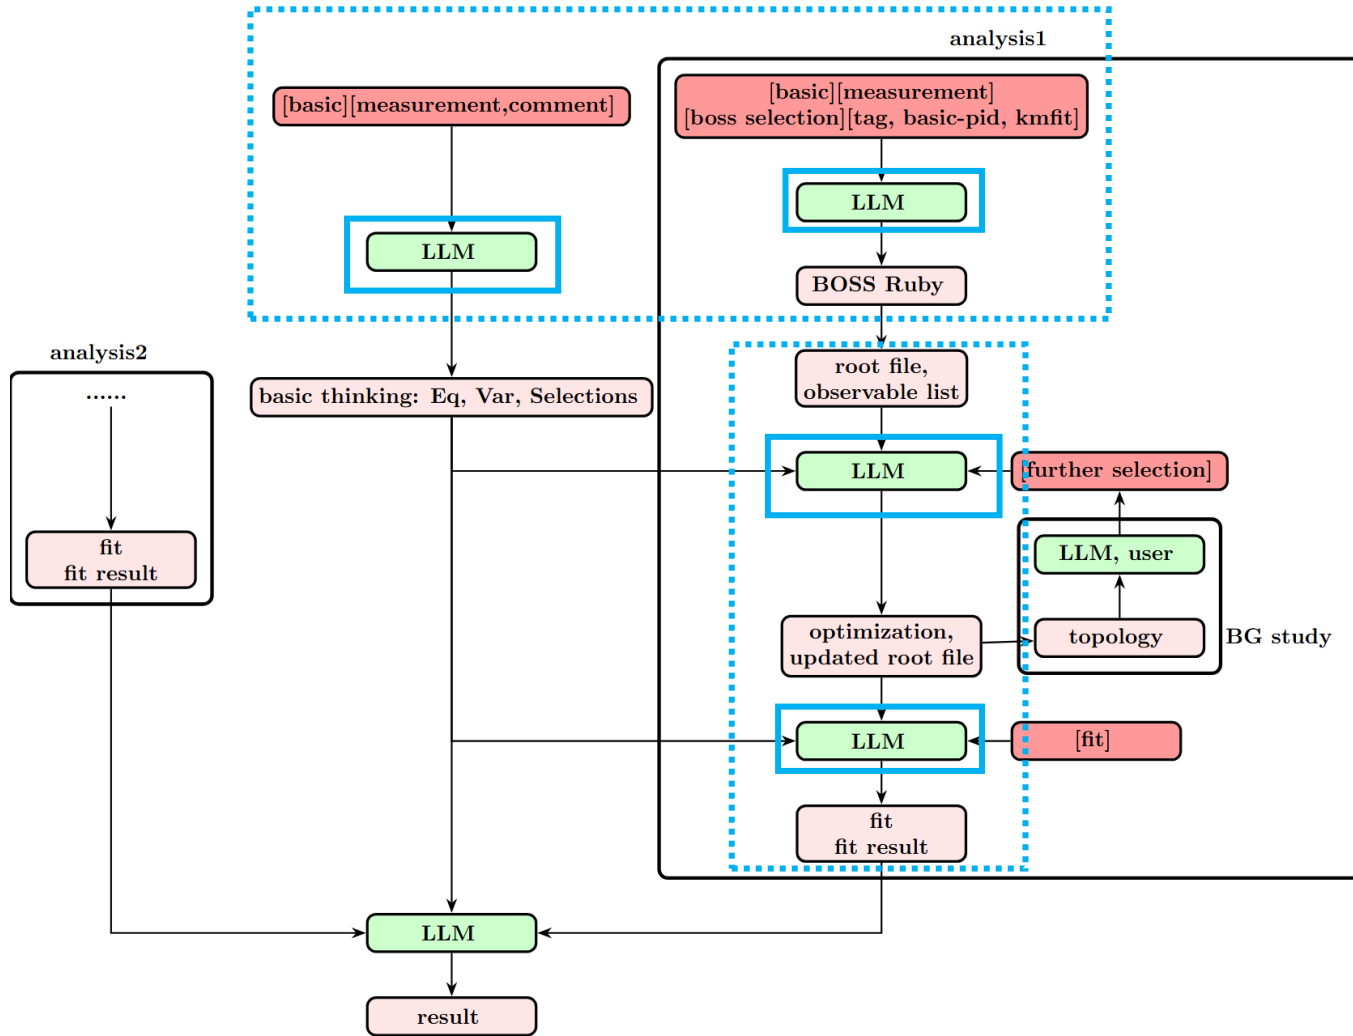 analysis1
[basic][measurement,comment]
[basic][measurement]
[boss selection][tag, basic-pid, kmfit]
LLM
LLM
BOSS Ruby
analysis2
......
root file,
observable list
basic thinking: Eq, Var, Selections
LLM
[further selection]
fit
fit result
LLM, user
optimization,
updated root file
topology
BG study
LLM
[fit]
fit
fit result
LLM
result